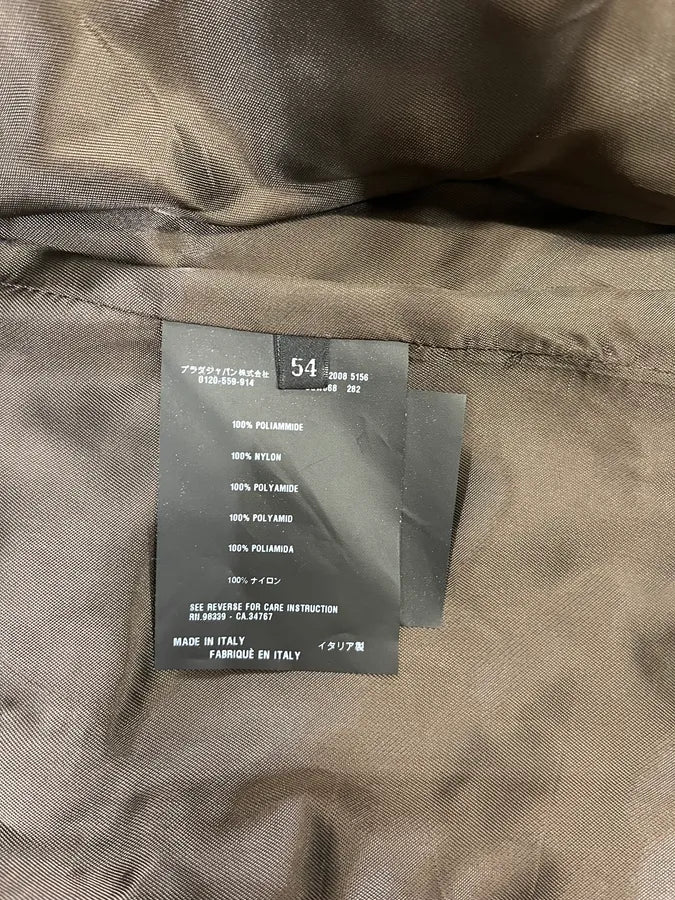 プラダジャパン株式会社
0120-559-914
54
2008 5156
282
100% POLIAMMIDE
100% NYLON
100% POLYAMIDE
100% POLYAMID
100% POLIAMIDA
100% ナイロン
SEE REVERSE FOR CARE INSTRUCTION
RN.96339 - CA.34767
MADE IN ITALY
FABRIQUÈ EN ITALY
イタリア製